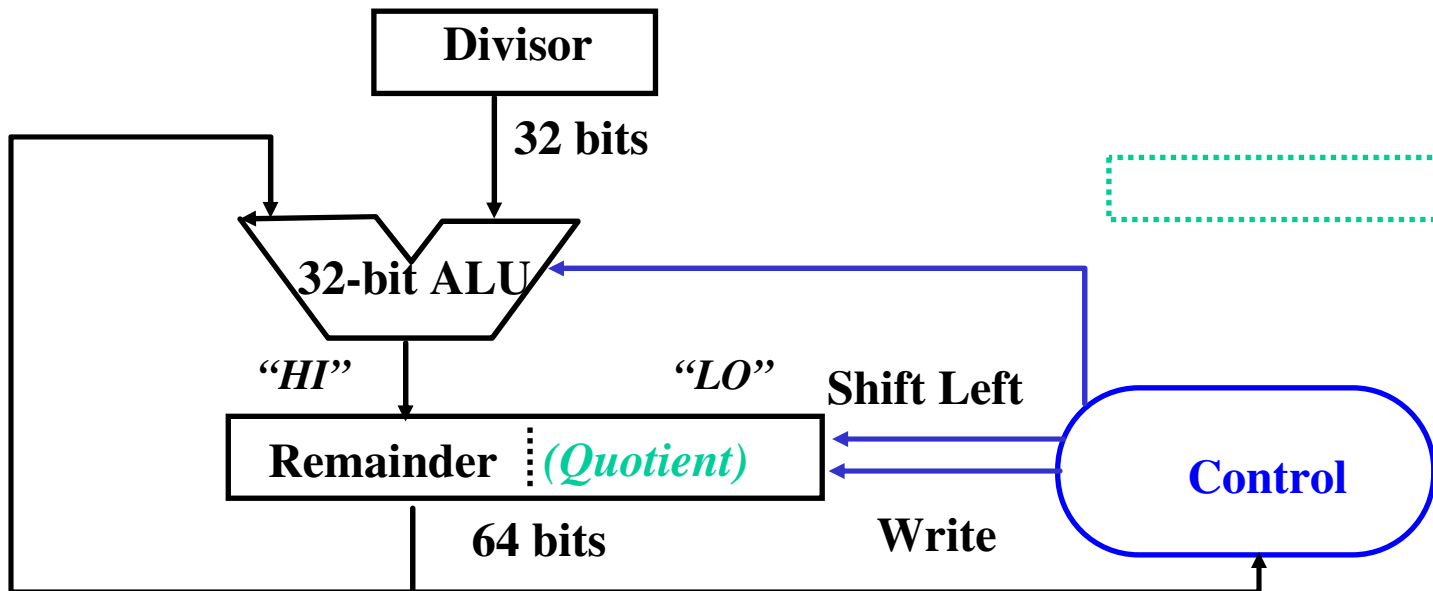 Divisor
32 bits
32-bit ALU
“HI”
“LO”
Shift Left
Remainder
(Quotient)
Control
64 bits
Write